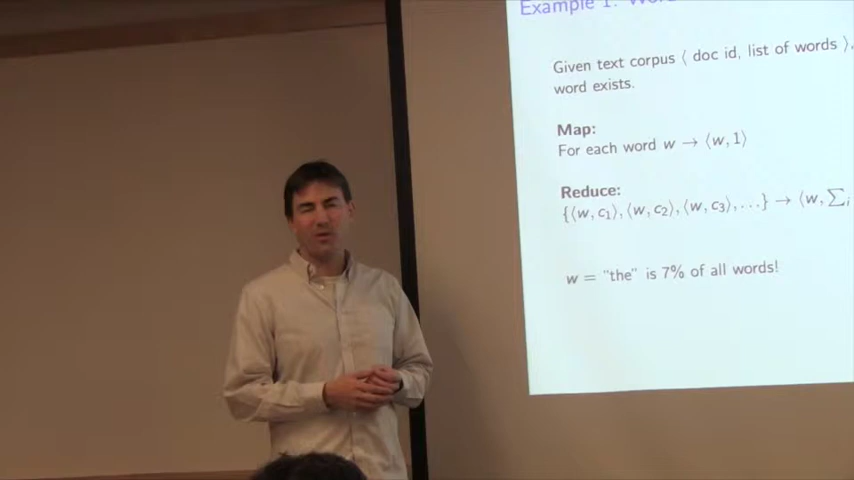 Example 1:
Given text corpus ⟨ doc id, list of words ⟩,
word exists.
Map:
For each word w → ⟨w, 1⟩
Reduce:
{⟨w, c₁⟩, ⟨w, c₂⟩, ⟨w, c₃⟩, . . .} → ⟨w, ∑ᵢ
w = "the" is 7% of all words!